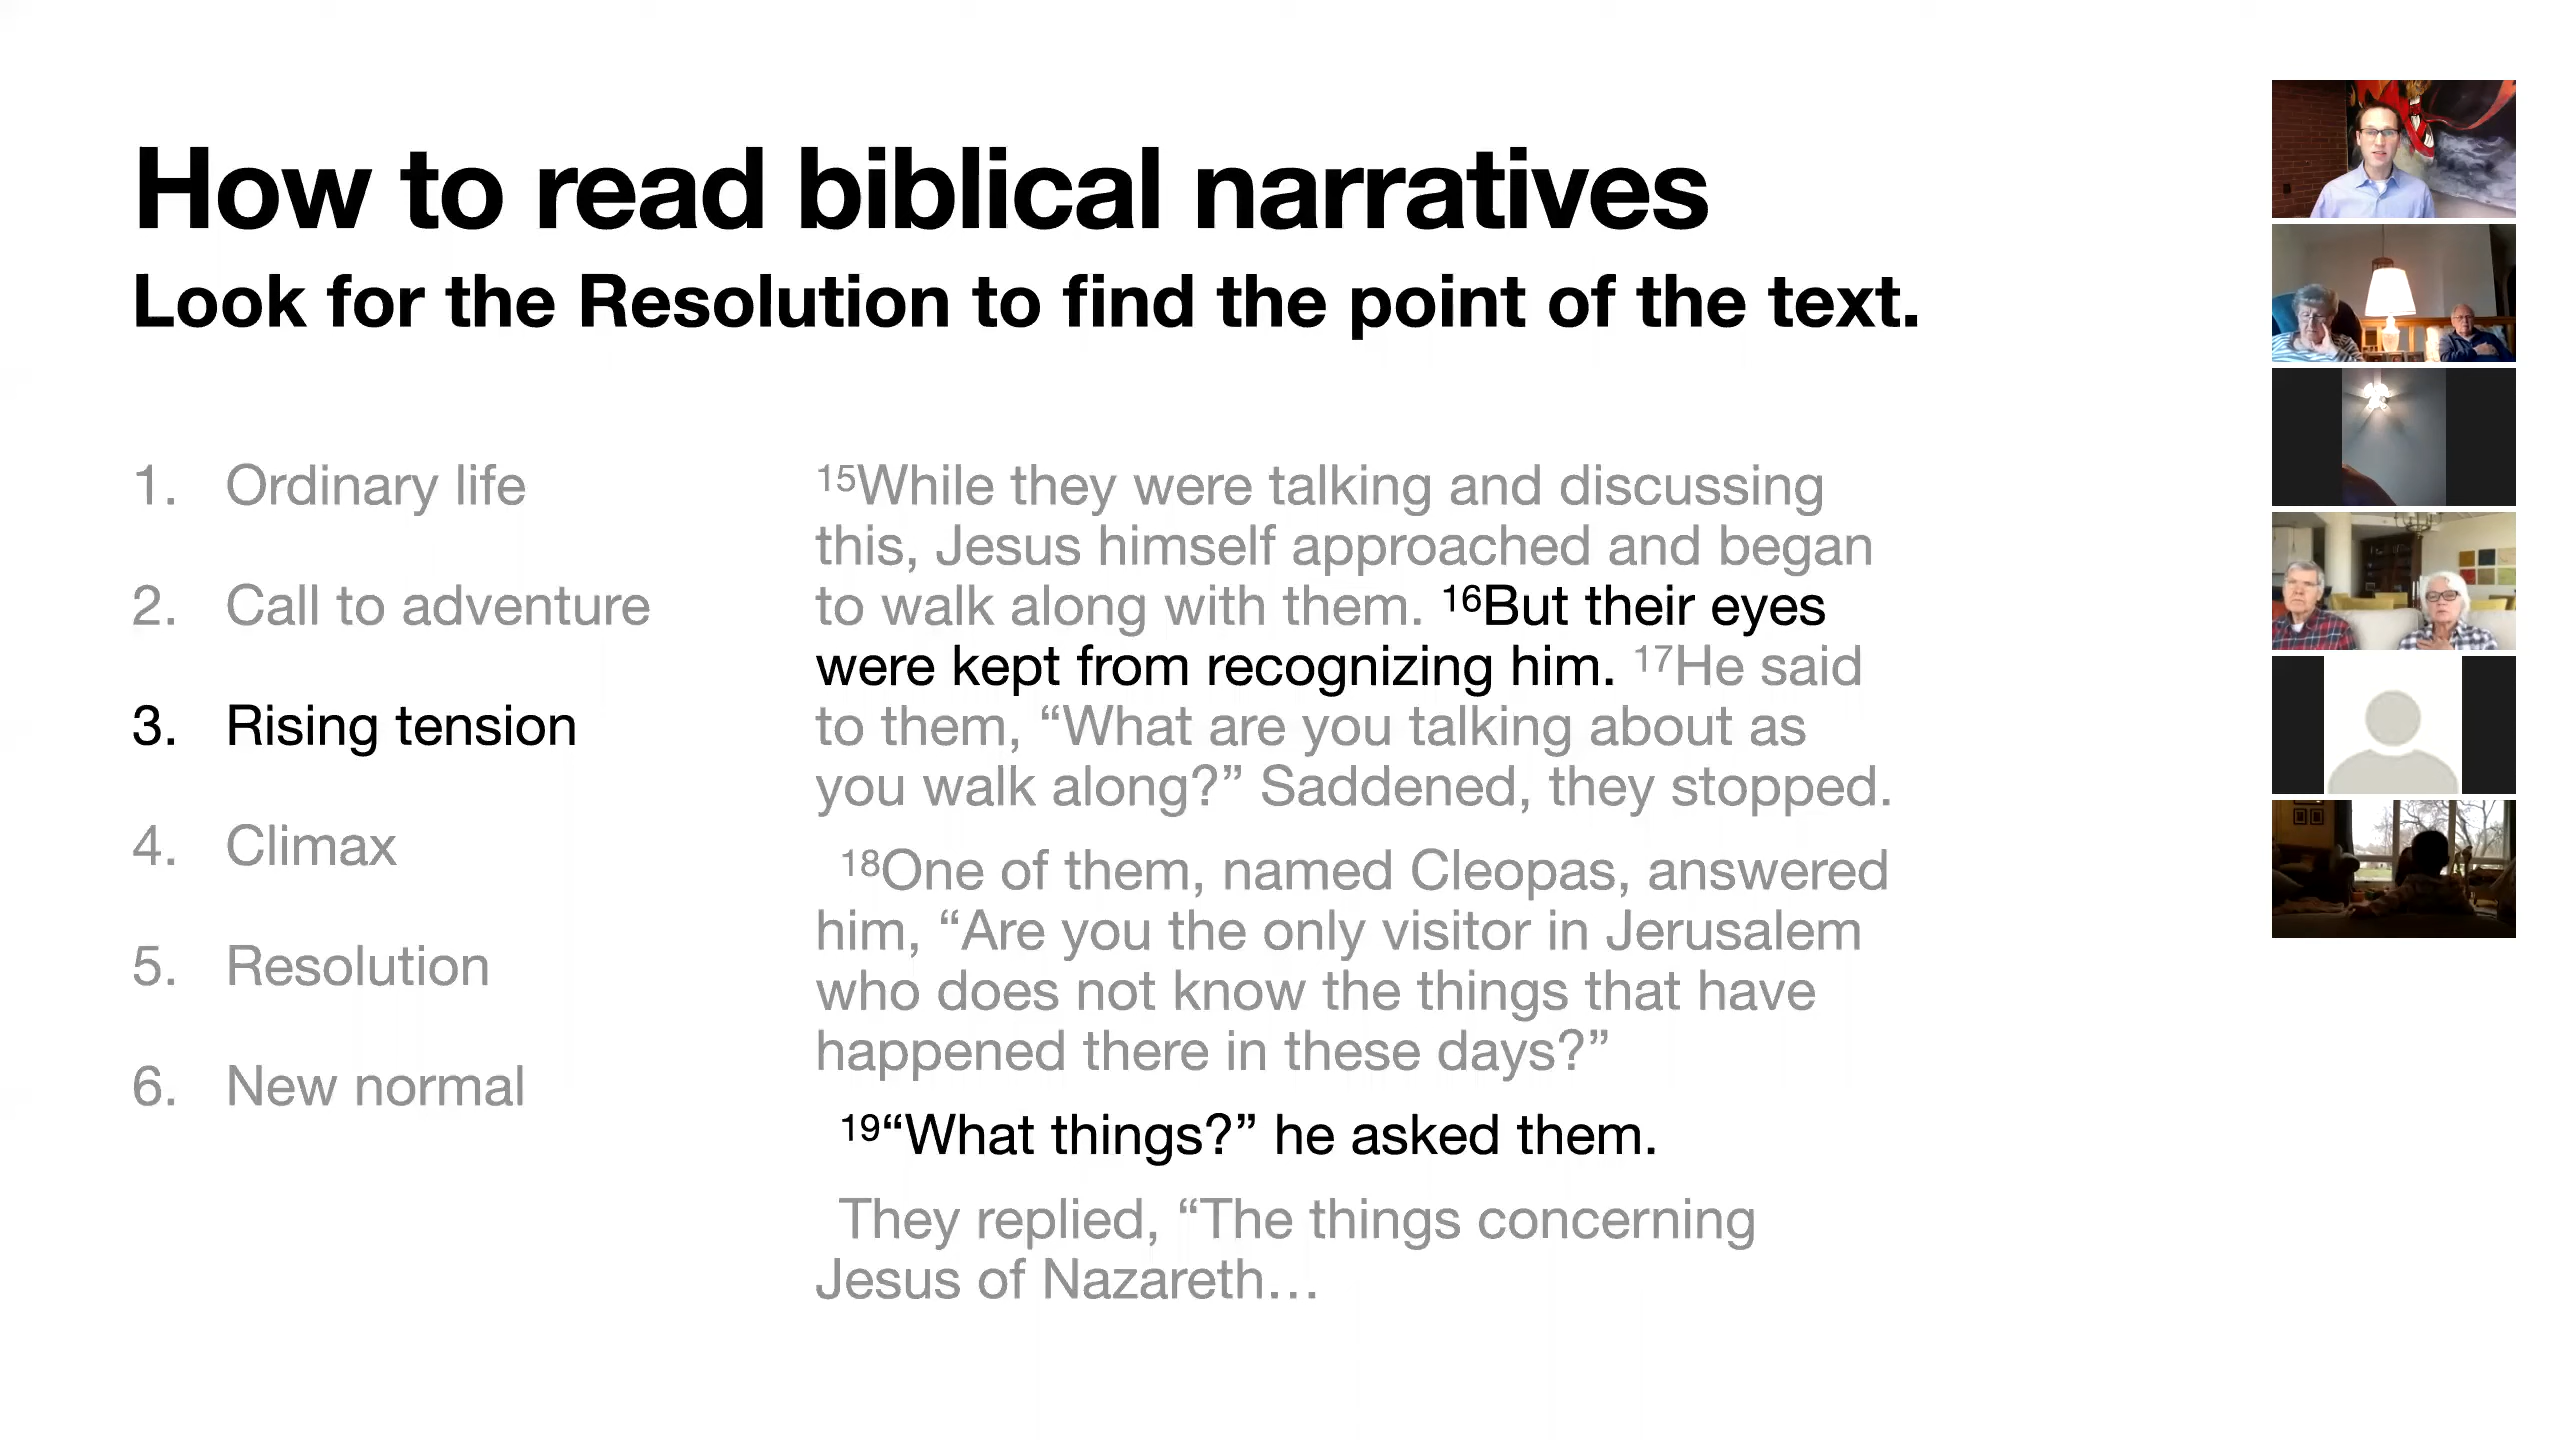 How to read biblical narratives
Look for the Resolution to find the point of the text.
1. Ordinary life
2. Call to adventure
3. Rising tension
4. Climax
5. Resolution
6. New normal
15While they were talking and discussing
this, Jesus himself approached and began
to walk along with them. 16But their eyes
were kept from recognizing him. 17He said
to them, “What are you talking about as
you walk along?” Saddened, they stopped.
18One of them, named Cleopas, answered
him, “Are you the only visitor in Jerusalem
who does not know the things that have
happened there in these days?”
19“What things?” he asked them.
They replied, “The things concerning
Jesus of Nazareth…